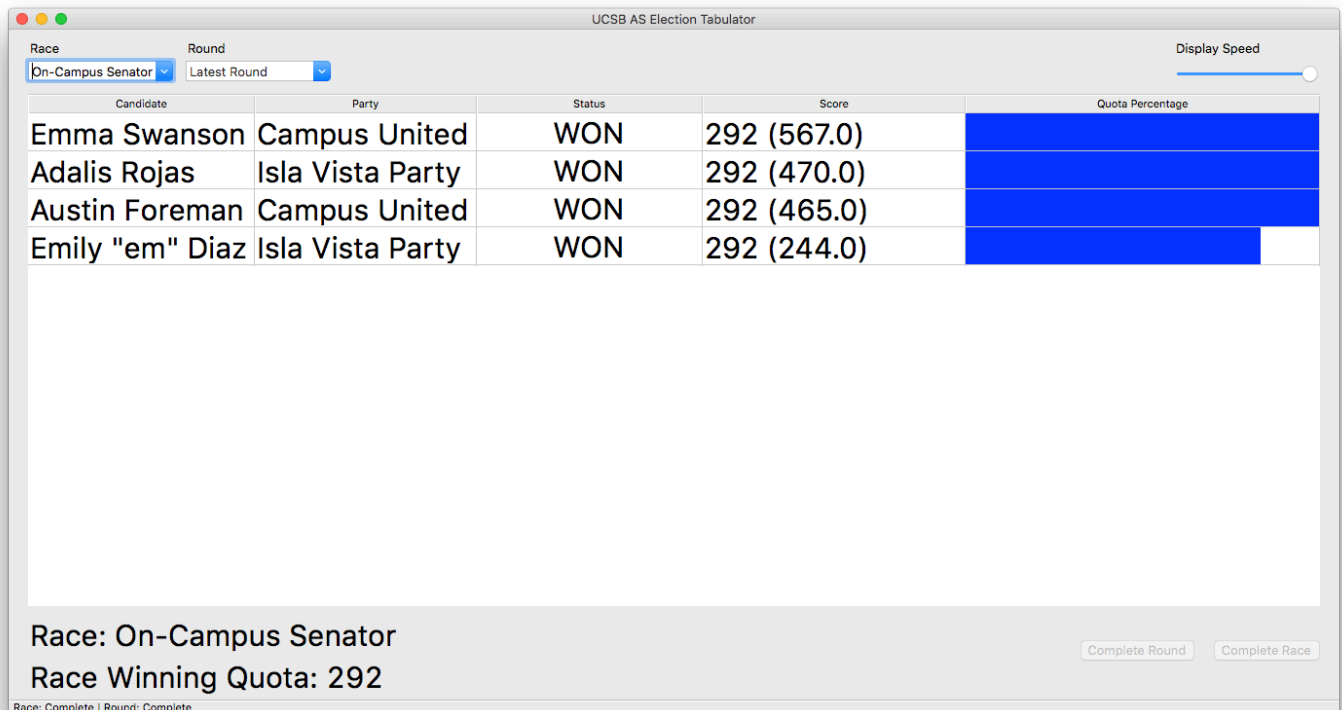 UCSB AS Election Tabulator
Race Round Display Speed
On-Campus Senator Latest Round
Candidate Party Status Score Quota Percentage
Emma Swanson Campus United WON 292 (567.0)
Adalis Rojas Isla Vista Party WON 292 (470.0)
Austin Foreman Campus United WON 292 (465.0)
Emily "em" Diaz Isla Vista Party WON 292 (244.0)
Race: On-Campus Senator
Complete Round Complete Race
Race Winning Quota: 292
Race: Complete | Round: Complete